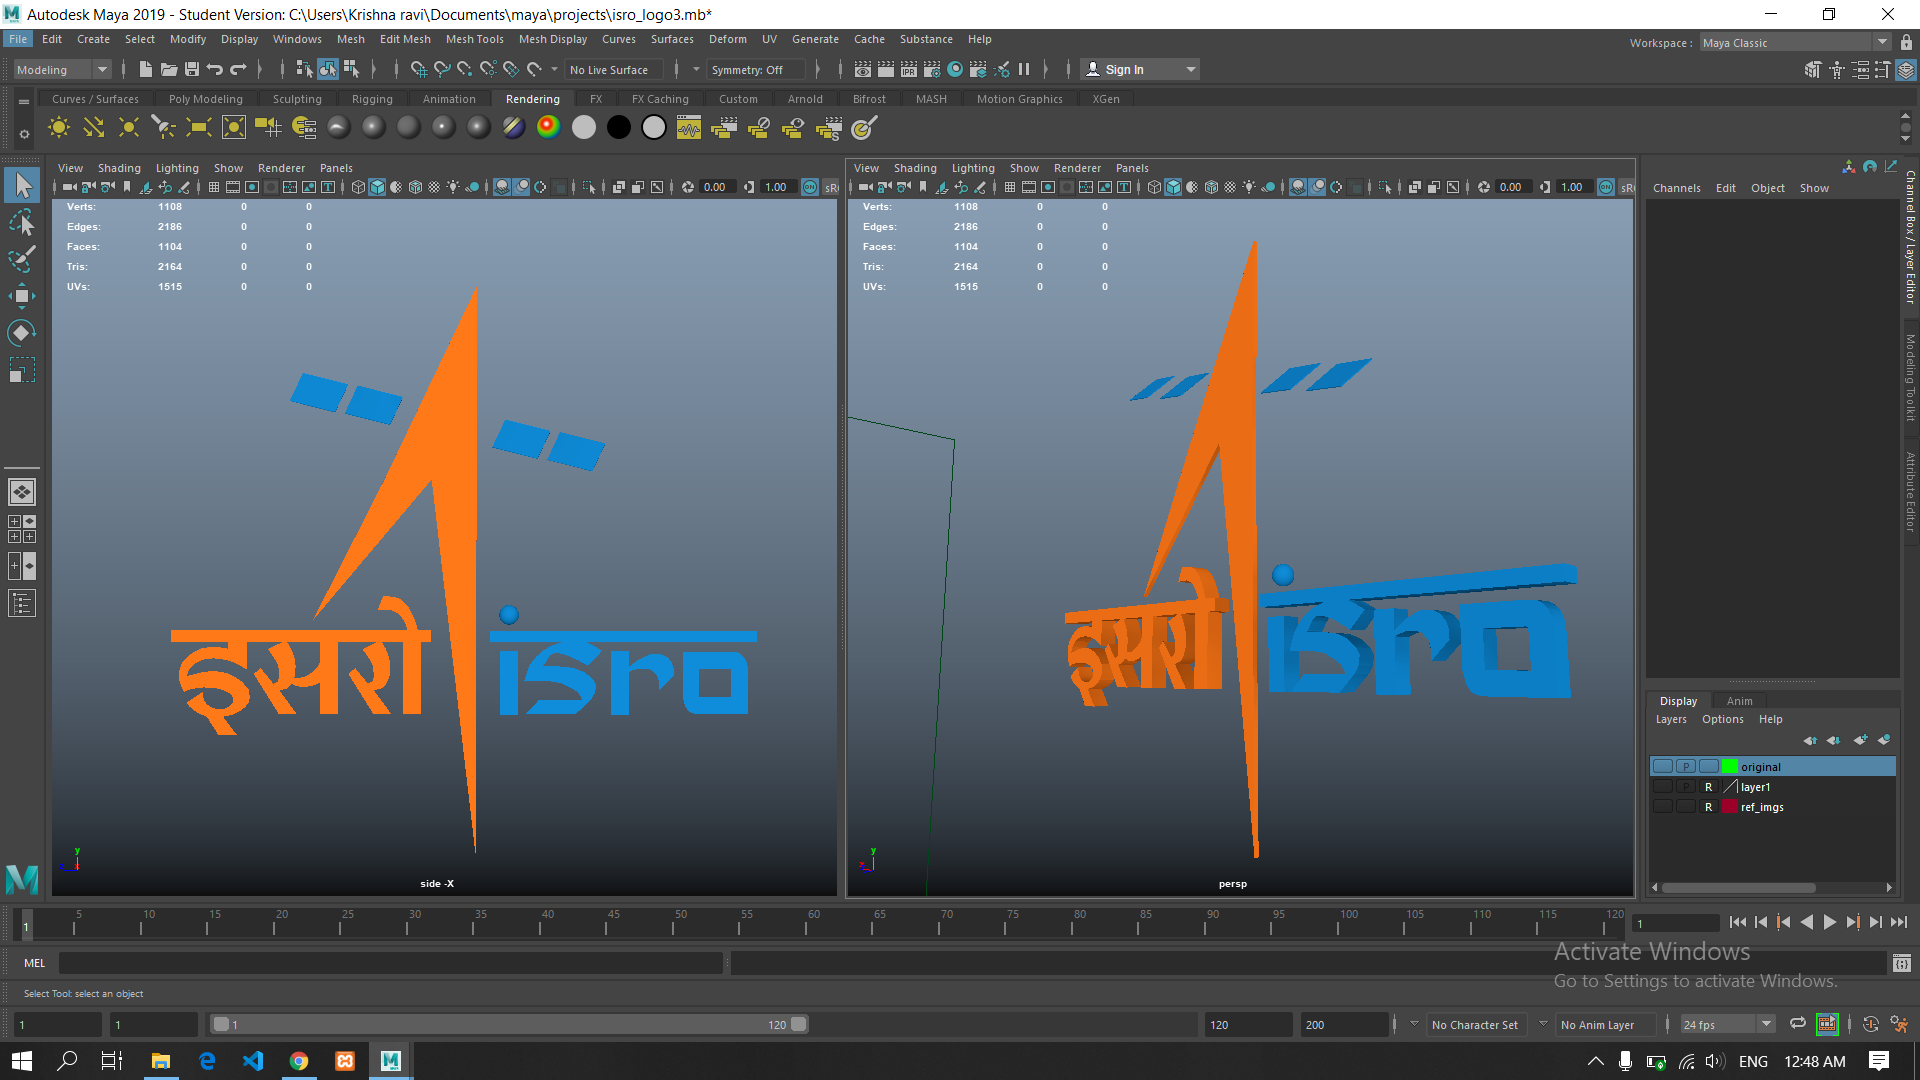 Autodesk Maya 2019 - Student Version: C:\Users\Krishna ravi\Documents\maya\projects\isro_logo3.mb*
File Edit Create Select Modify Display Windows Mesh Edit Mesh Mesh Tools Mesh Display Curves Surfaces Deform UV Generate Cache Substance Help
Workspace : Maya Classic
Modeling No Live Surface Symmetry: Off Sign In
Curves / Surfaces Poly Modeling Sculpting Rigging Animation Rendering FX FX Caching Custom Arnold Bifrost MASH Motion Graphics XGen
View Shading Lighting Show Renderer Panels
0.00 1.00
Verts: 1108 0 0
Edges: 2186 0 0
Faces: 1104 0 0
Tris: 2164 0 0
UVs: 1515 0 0
इसरो isro
y
side -X
View Shading Lighting Show Renderer Panels
0.00 1.00
Verts: 1108 0 0
Edges: 2186 0 0
Faces: 1104 0 0
Tris: 2164 0 0
UVs: 1515 0 0
इसरो isro
y
persp
Channels Edit Object Show
Channel Box / Layer Editor
Modeling Toolkit
Attribute Editor
Display Anim
Layers Options Help
P original
P R layer1
R ref_imgs
1 5 10 15 20 25 30 35 40 45 50 55 60 65 70 75 80 85 90 95 100 105 110 115 120
1
MEL
Activate Windows
Go to Settings to activate Windows.
Select Tool: select an object
1 1 1 120 120 200 No Character Set No Anim Layer 24 fps
ENG 12:48 AM